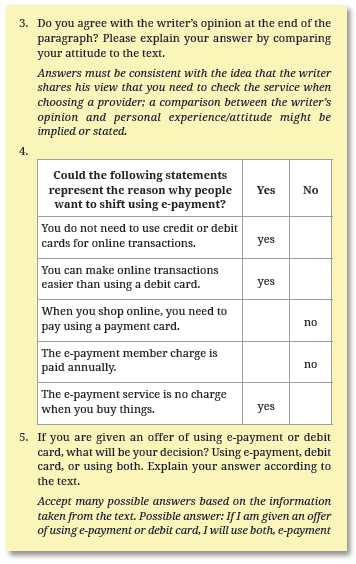 3. Do you agree with the writer's opinion at the end of the
paragraph? Please explain your answer by comparing
your attitude to the text.
Answers must be consistent with the idea that the writer
shares his view that you need to check the service when
choosing a provider; a comparison between the writer's
opinion and personal experience/attitude might be
implied or stated.
4.
Could the following statements
represent the reason why people
want to shift using e-payment?
Yes
No
You do not need to use credit or debit
cards for online transactions.
yes
You can make online transactions
easier than using a debit card.
yes
When you shop online, you need to
pay using a payment card.
no
The e-payment member charge is
paid annually.
no
The e-payment service is no charge
when you buy things.
yes
5. If you are given an offer of using e-payment or debit
card, what will be your decision? Using e-payment, debit
card, or using both. Explain your answer according to
the text.
Accept many possible answers based on the information
taken from the text. Possible answer: If I am given an offer
of using e-payment or debit card, I will use both, e-payment